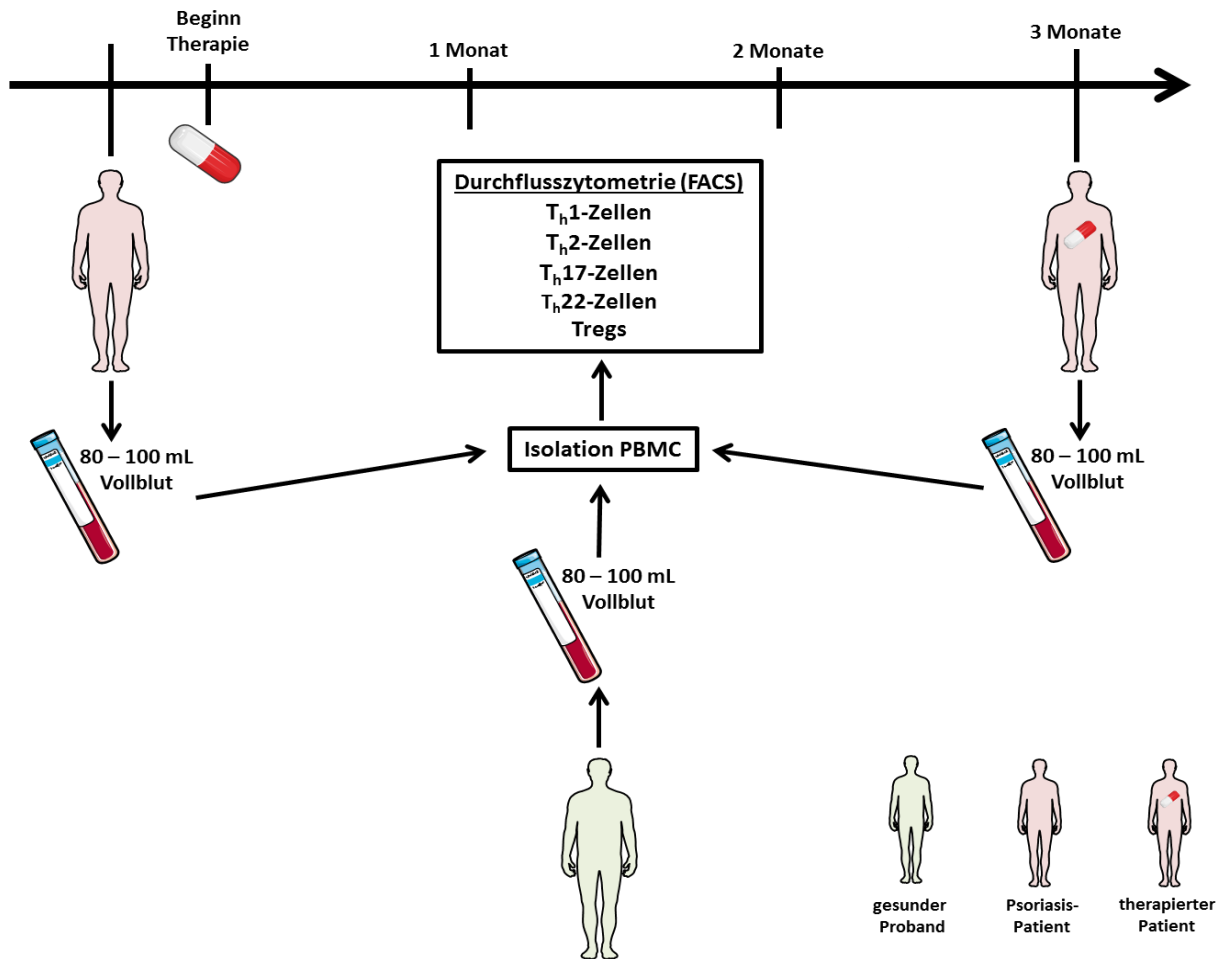 Beginn
Therapie
1 Monat
2 Monate
3 Monate
Durchflusszytometrie (FACS)
Th1-Zellen
Th2-Zellen
Th17-Zellen
Th22-Zellen
Tregs
Isolation PBMC
80 – 100 mL
Vollblut
80 – 100 mL
Vollblut
80 – 100 mL
Vollblut
gesunder
Proband
Psoriasis-
Patient
therapierter
Patient